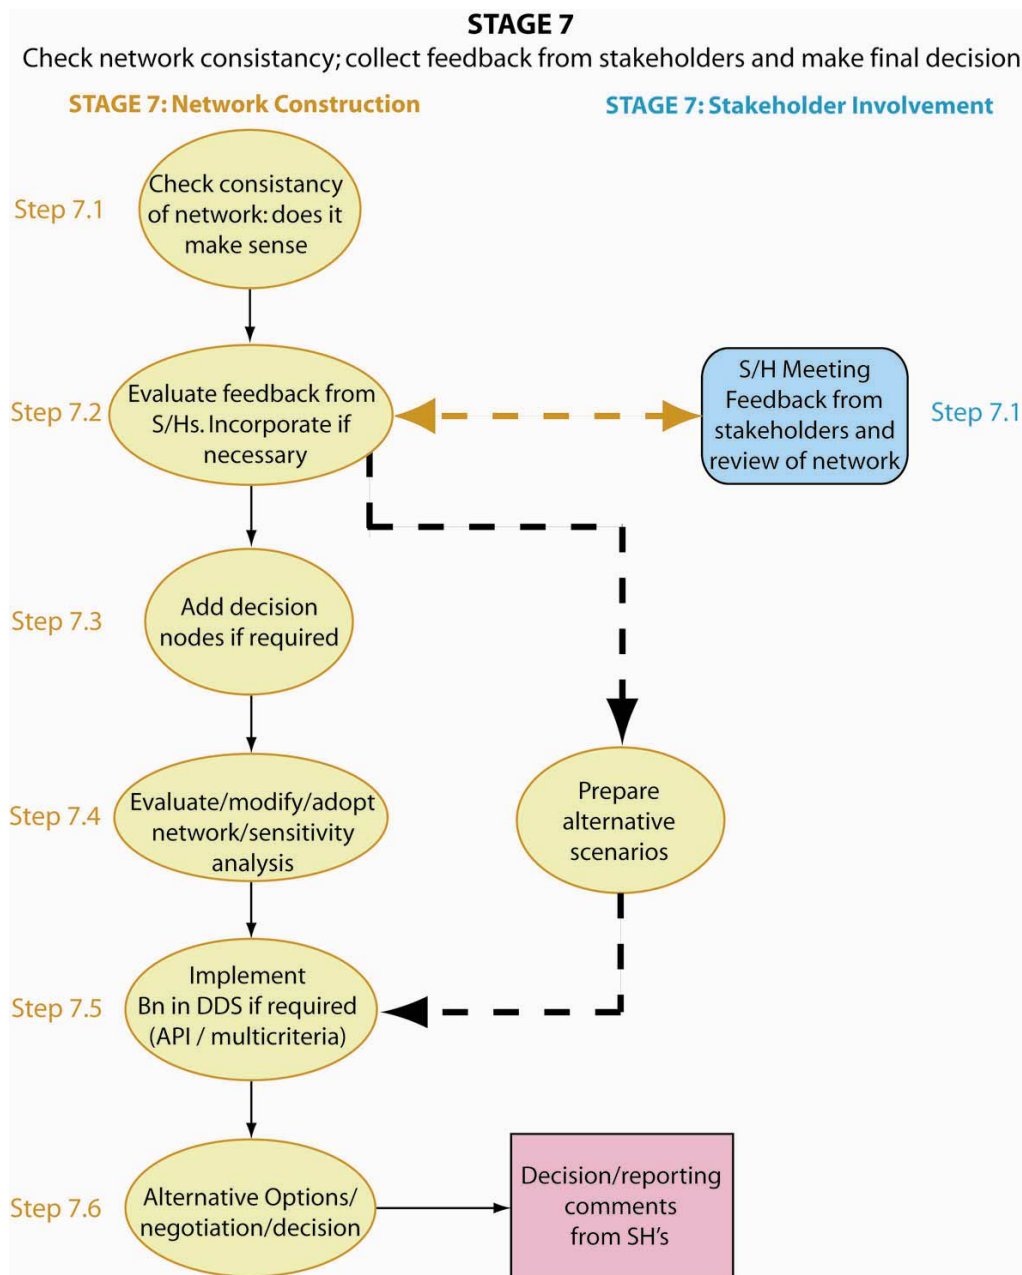 STAGE 7
Check network consistancy; collect feedback from stakeholders and make final decision
STAGE 7: Network Construction
STAGE 7: Stakeholder Involvement
Step 7.1
Check consistancy
of network: does it
make sense
Step 7.2
Evaluate feedback from
S/Hs. Incorporate if
necessary
S/H Meeting
Feedback from
stakeholders and
review of network
Step 7.1
Step 7.3
Add decision
nodes if required
Step 7.4
Evaluate/modify/adopt
network/sensitivity
analysis
Prepare
alternative
scenarios
Step 7.5
Implement
Bn in DDS if required
(API / multicriteria)
Step 7.6
Alternative Options/
negotiation/decision
Decision/reporting
comments
from SH's